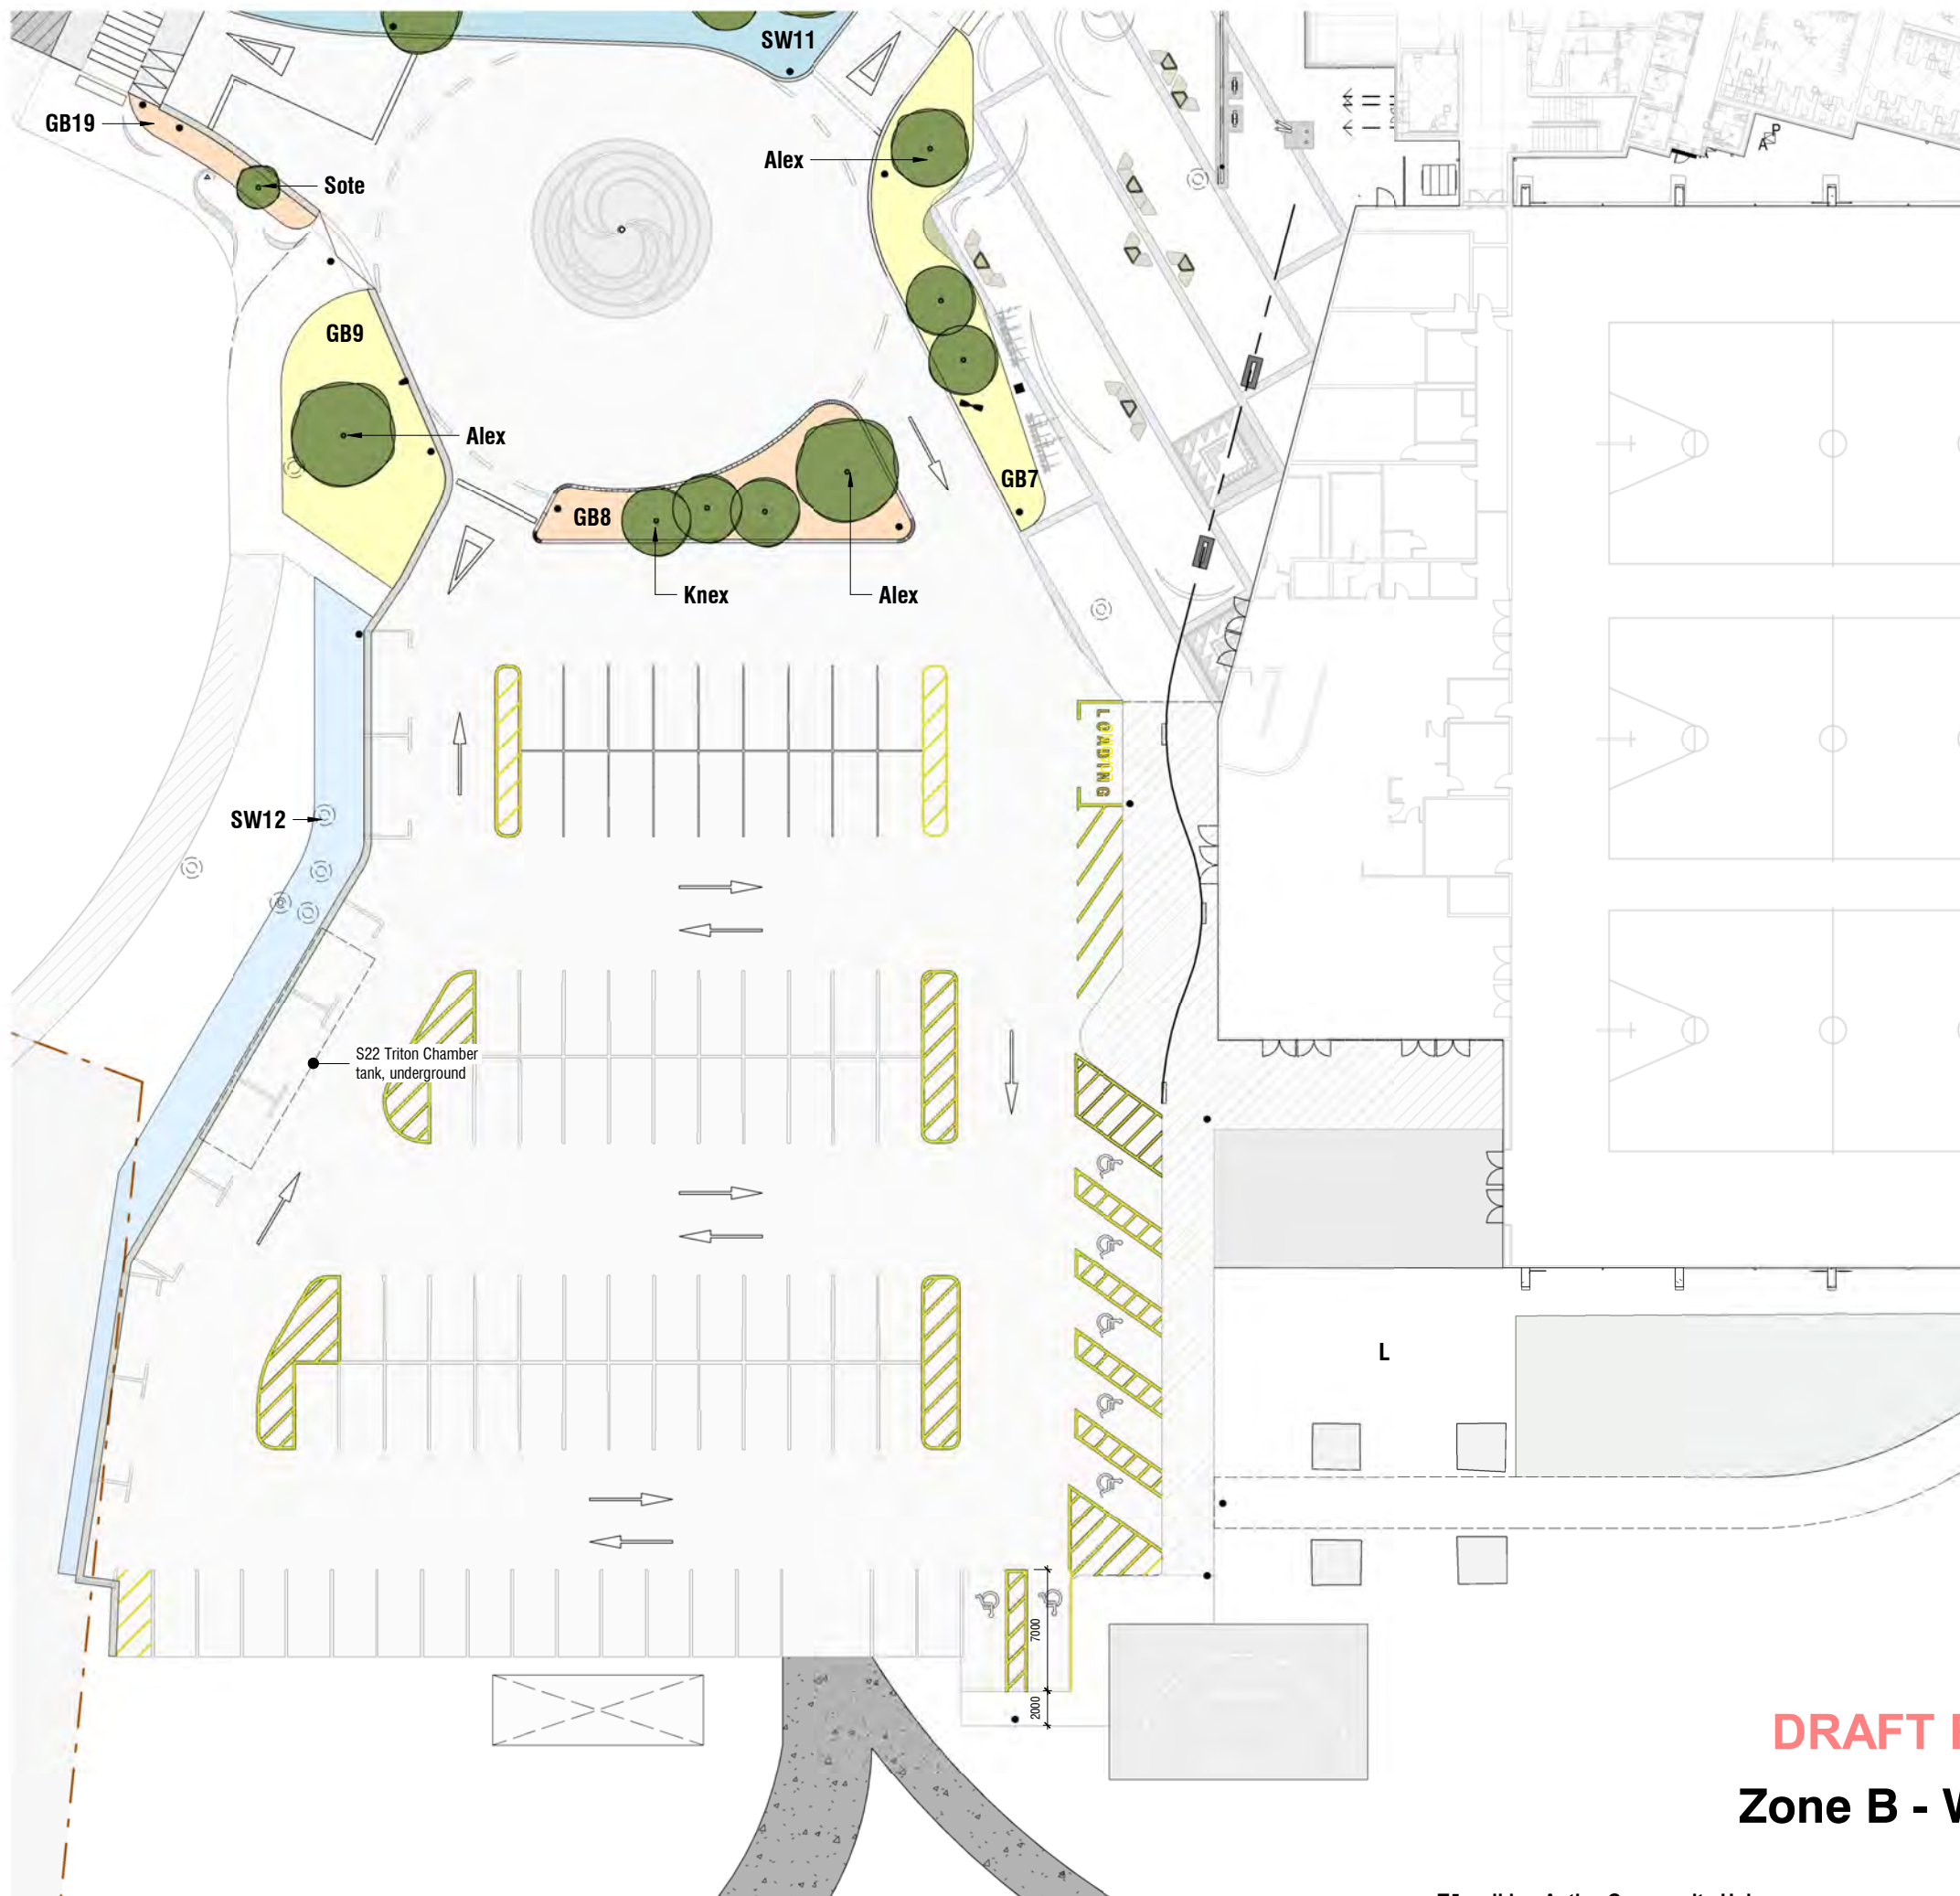 SW11
GB19
Sote
Alex
GB9
Alex
GB7
GB8
Knex
Alex
LOADING
SW12
S22 Triton Chamber
tank, underground
L
7000
2000
DRAFT
Zone B -